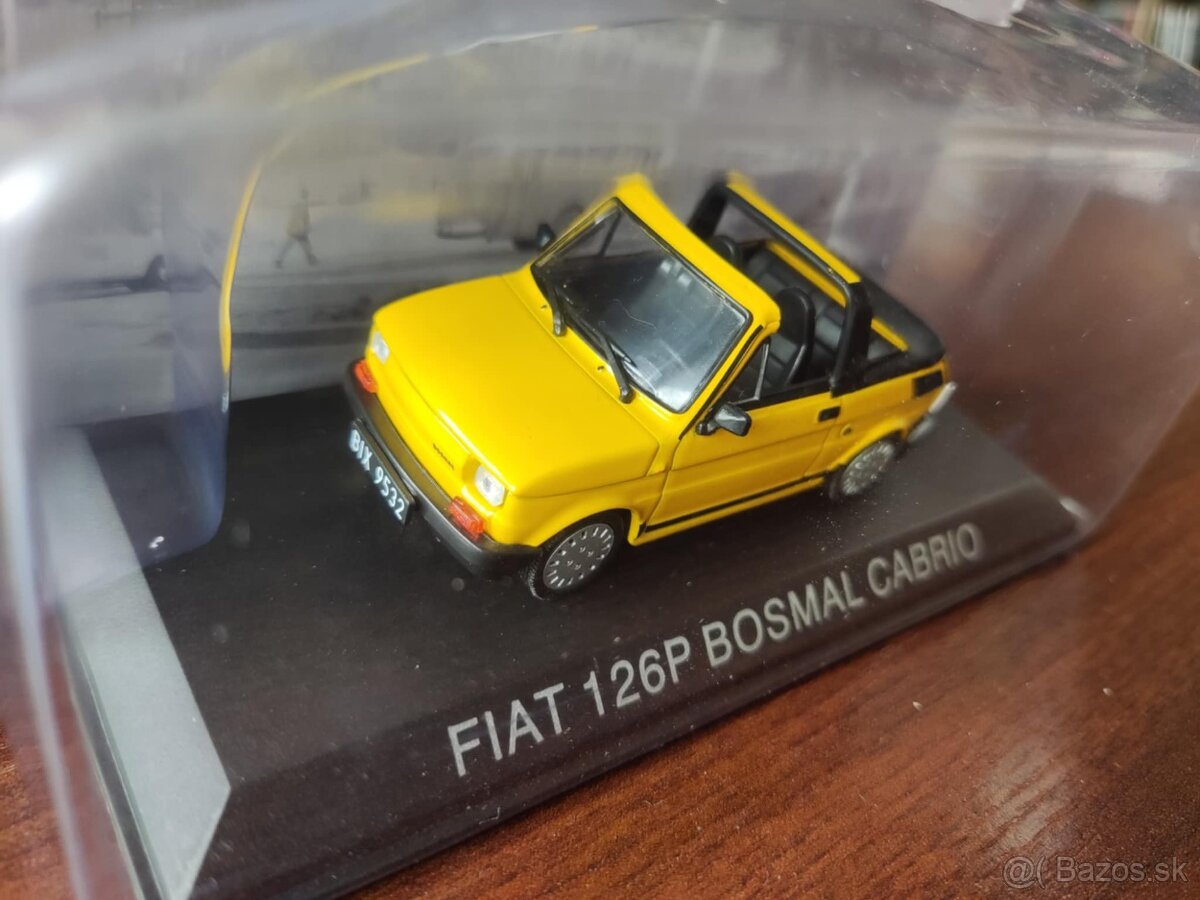 BIX 9532
FIAT 126P BOSMAL CABRIO
@( Bazos.sk